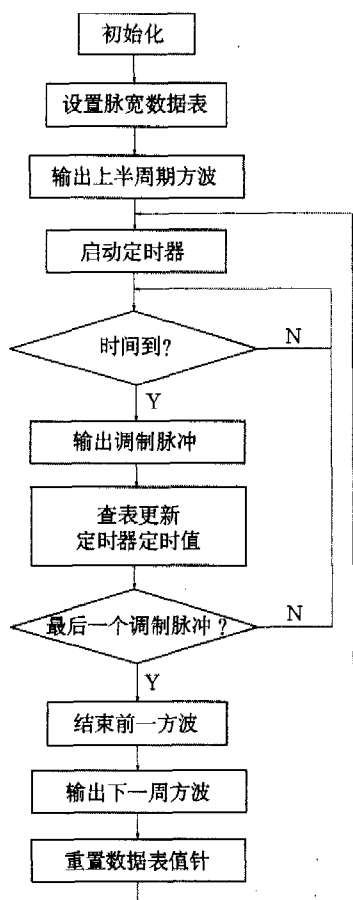 初始化
设置脉宽数据表
输出上半周期方波
启动定时器
时间到?
N
Y
输出调制脉冲
查表更新
定时器定时值
最后一个调制脉冲?
N
Y
结束前一方波
输出下一周方波
重置数据表值针